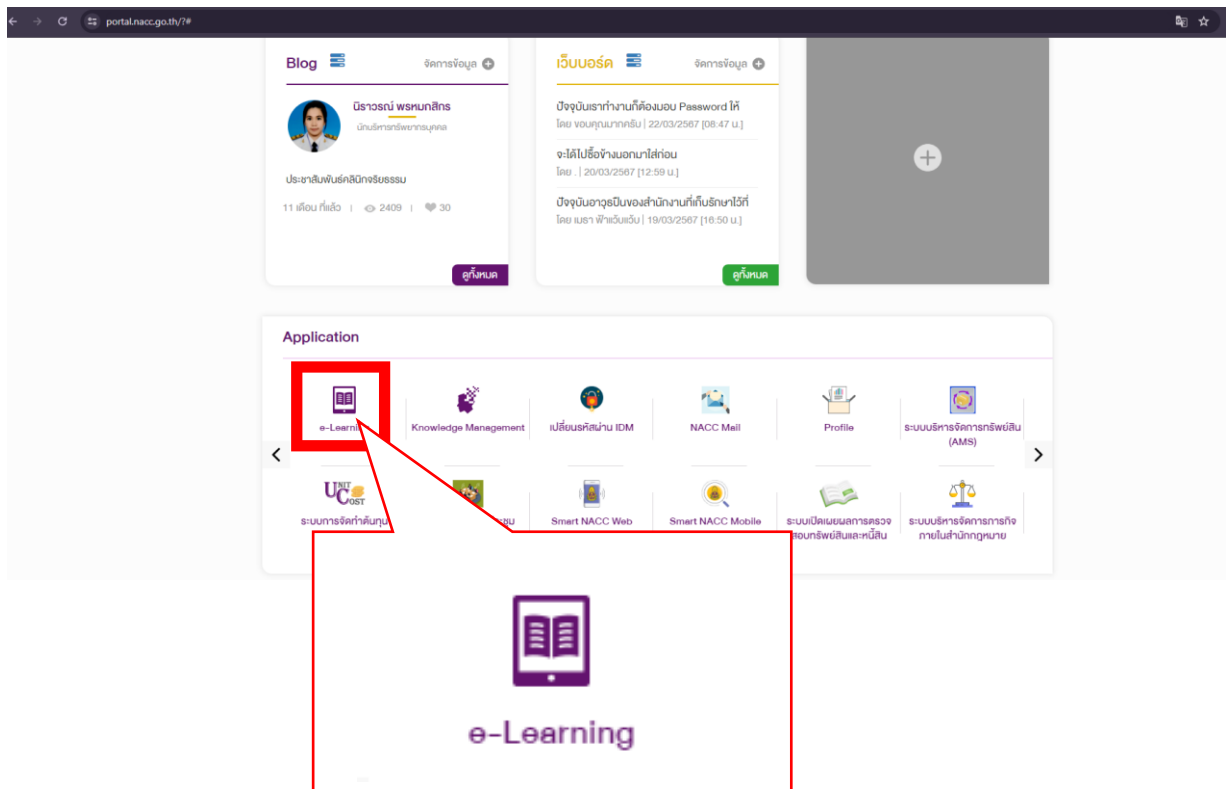 portal.nacc.go.th/?#
Blog
จัดการข้อมูล
นิราวรณ์ พรหมกสิกร
นักบริหารทรัพยากรบุคคล
ประชาสัมพันธ์คลินิกจริยธรรม
11 เดือน ที่แล้ว | 2409 | 30
ดูทั้งหมด
เว็บบอร์ด
จัดการข้อมูล
ปัจจุบันเราทำงานก็ต้องมอบ Password ให้
โดย ขอบคุณมากครับ | 22/03/2567 [08:47 น.]
จะได้ไปซื้อข้างนอกมาใส่ก่อน
โดย . | 20/03/2567 [12:59 น.]
ปัจจุบันอาวุธปืนของสำนักงานที่เก็บรักษาไว้ที่
โดย เมธา ฟ้าแว๊บแว๊บ | 19/03/2567 [16:50 น.]
ดูทั้งหมด
Application
e-Learning
Knowledge Management
เปลี่ยนรหัสผ่าน IDM
NACC Mail
Profile
ระบบบริหารจัดการทรัพย์สิน
(AMS)
UNIT COST
ระบบการจัดทำต้นทุน
Smart NACC Web
Smart NACC Mobile
ระบบเปิดเผยผลการตรวจ
สอบทรัพย์สินและหนี้สิน
ระบบบริหารจัดการภารกิจ
ภายในสำนักกฎหมาย
e-Learning